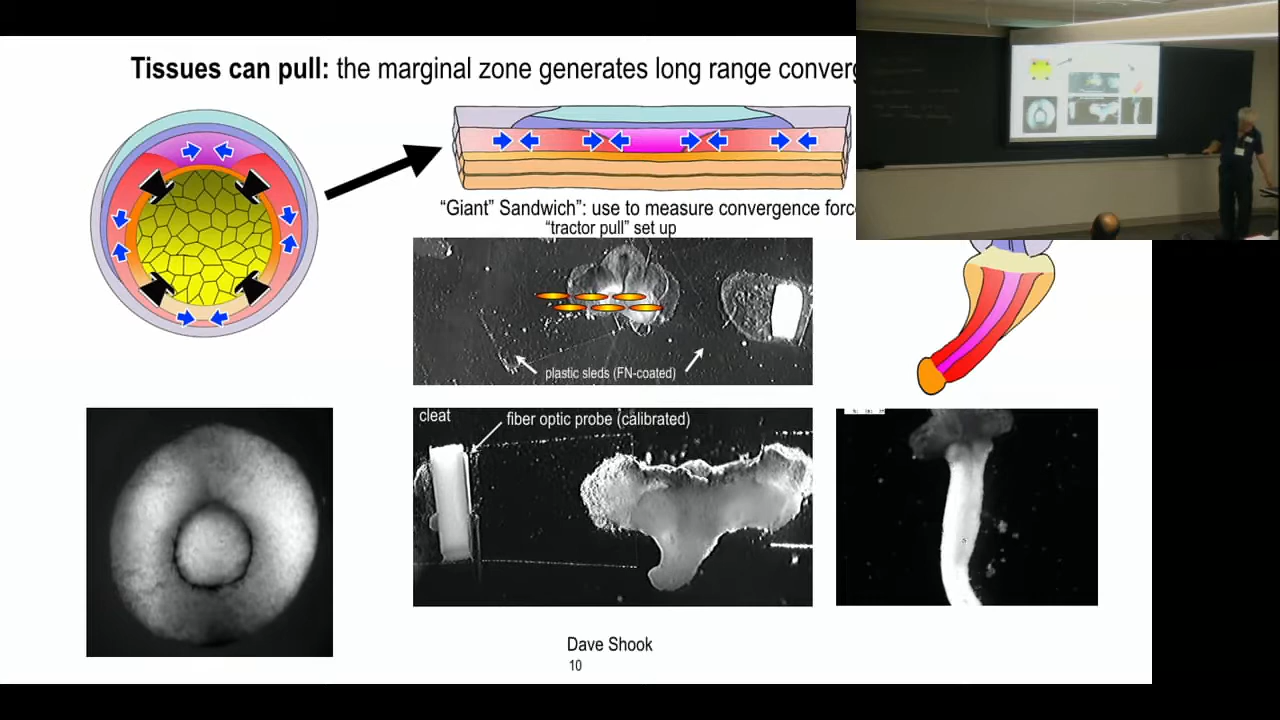 Tissues can pull: the marginal zone generates long range converg
“Giant” Sandwich”: use to measure convergence forc
“tractor pull” set up
plastic sleds (FN-coated)
cleat
fiber optic probe (calibrated)
Dave Shook
10